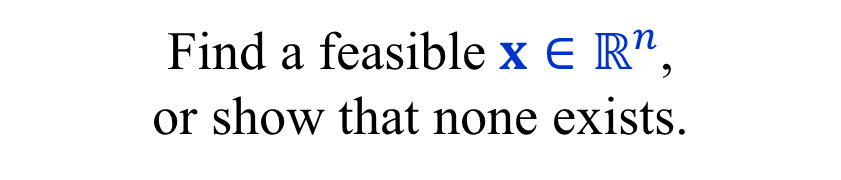 Find a feasible 𝐱 ∈ ℝⁿ,
or show that none exists.